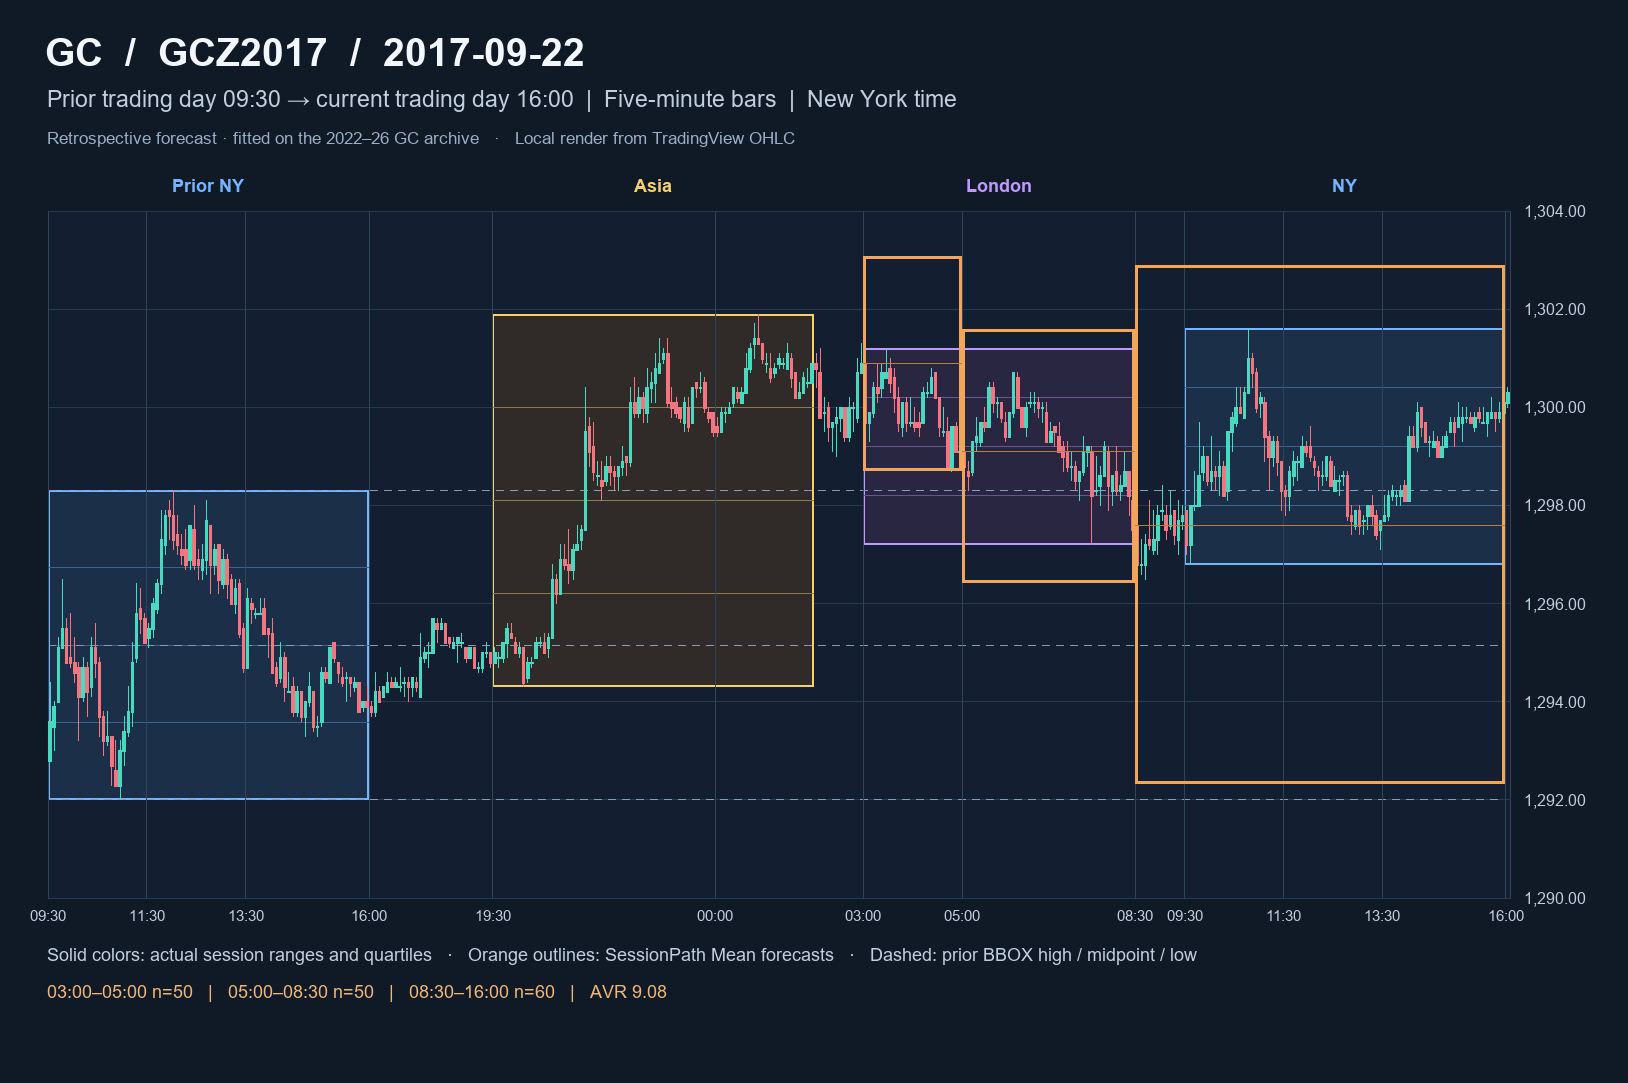 GC / GCZ2017 / 2017-09-22
Prior trading day 09:30 → current trading day 16:00 | Five-minute bars | New York time
Retrospective forecast · fitted on the 2022–26 GC archive · Local render from TradingView OHLC
Prior NY Asia London NY
1,304.00
1,302.00
1,300.00
1,298.00
1,296.00
1,294.00
1,292.00
1,290.00
09:30 11:30 13:30 16:00 19:30 00:00 03:00 05:00 08:30 09:30 11:30 13:30 16:00
Solid colors: actual session ranges and quartiles · Orange outlines: SessionPath Mean forecasts · Dashed: prior BBOX high / midpoint / low
03:00–05:00 n=50 | 05:00–08:30 n=50 | 08:30–16:00 n=60 | AVR 9.08